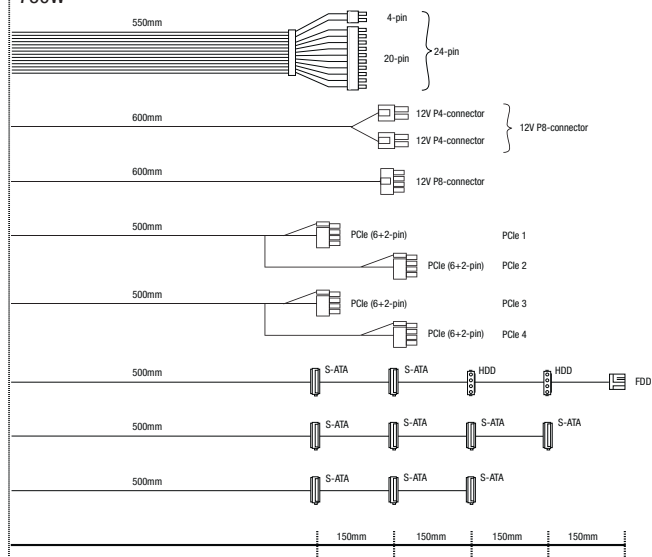 550mm
4-pin
20-pin
24-pin
600mm
12V P4-connector
12V P4-connector
12V P8-connector
600mm
12V P8-connector
500mm
PCIe (6+2-pin) PCIe 1
PCIe (6+2-pin) PCIe 2
500mm
PCIe (6+2-pin) PCIe 3
PCIe (6+2-pin) PCIe 4
500mm S-ATA S-ATA HDD HDD FDD
500mm S-ATA S-ATA S-ATA S-ATA
500mm S-ATA S-ATA S-ATA
150mm 150mm 150mm 150mm